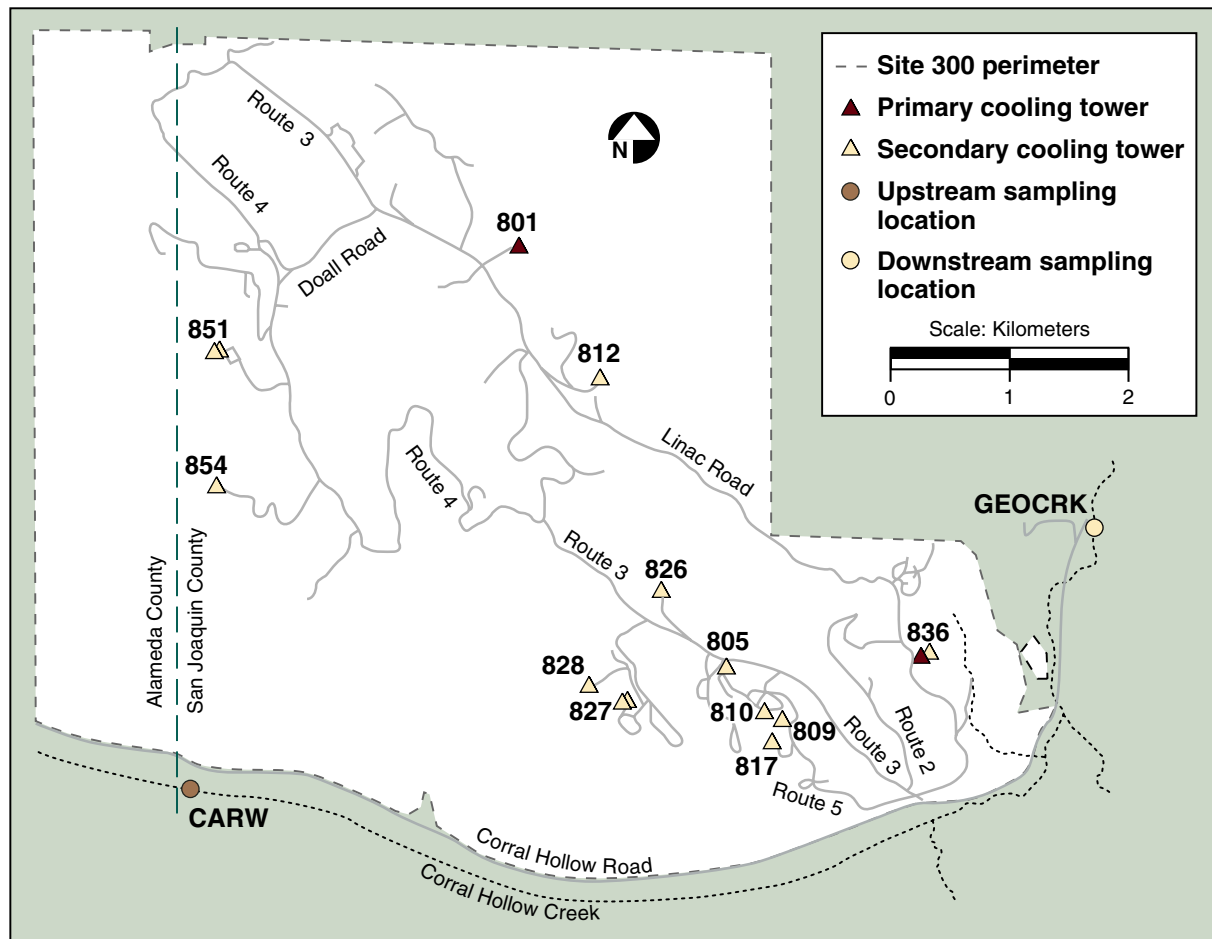 Site 300 perimeter
Primary cooling tower
Secondary cooling tower
Upstream sampling
location
Downstream sampling
location
Scale: Kilometers
0 1 2
Route 3
N
Route 4
801
Doall Road
851
812
854
Route 4
Linac Road
GEOCRK
Route 3
826
836
805
828
827
810
809
817
Route 2
Route 3
Route 5
Alameda County
San Joaquin County
CARW
Corral Hollow Road
Corral Hollow Creek